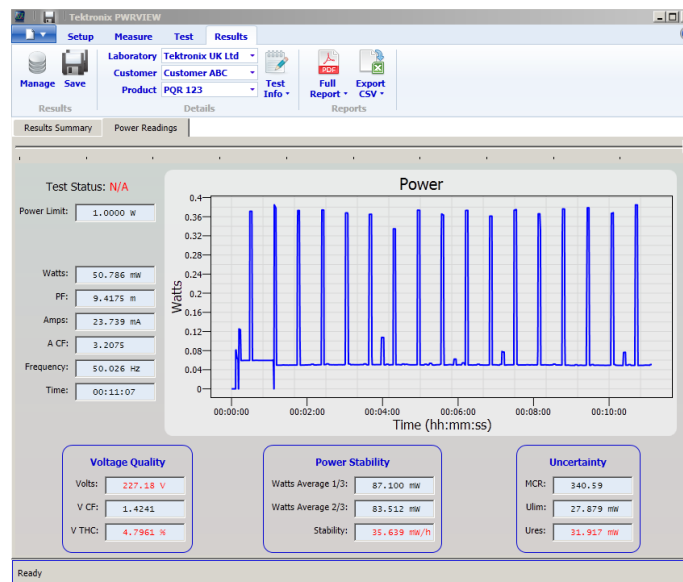 Tektronix PWRVIEW
Setup Measure Test Results
Laboratory Tektronix UK Ltd
Customer Customer ABC
Product PQR 123
Manage Save
Test Info
PDF
Full Report
Export CSV
Results Details Reports
Results Summary Power Readings
Test Status: N/A
Power Limit: 1.0000 W
Watts: 50.786 mW
PF: 9.4175 m
Amps: 23.739 mA
A CF: 3.2075
Frequency: 50.026 Hz
Time: 00:11:07
Power
Watts
0.4
0.36
0.32
0.28
0.24
0.2
0.16
0.12
0.08
0.04
0
00:00:00 00:02:00 00:04:00 00:06:00 00:08:00 00:10:00
Time (hh:mm:ss)
Voltage Quality
Volts: 227.18 V
V CF: 1.4241
V THC: 4.7961 %
Power Stability
Watts Average 1/3: 87.100 mW
Watts Average 2/3: 83.512 mW
Stability: 35.639 mW/h
Uncertainty
MCR: 340.59
Ulim: 27.879 mW
Ures: 31.917 mW
Ready